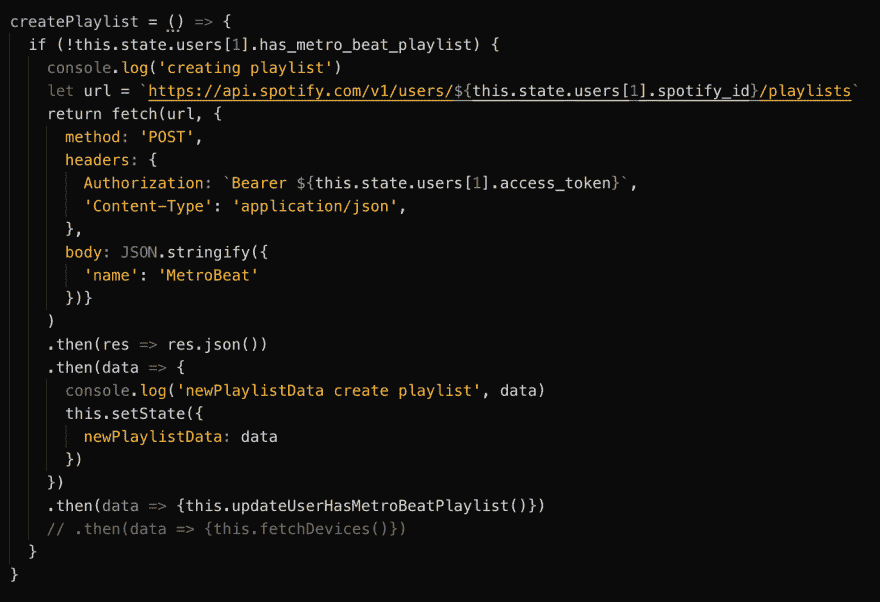 createPlaylist = () => {
if (!this.state.users[1].has_metro_beat_playlist) {
console.log('creating playlist')
let url = `https://api.spotify.com/v1/users/${this.state.users[1].spotify_id}/playlists`
return fetch(url, {
method: 'POST',
headers: {
Authorization: `Bearer ${this.state.users[1].access_token}`,
'Content-Type': 'application/json',
},
body: JSON.stringify({
'name': 'MetroBeat'
})}
)
.then(res => res.json())
.then(data => {
console.log('newPlaylistData create playlist', data)
this.setState({
newPlaylistData: data
})
})
.then(data => {this.updateUserHasMetroBeatPlaylist()})
// .then(data => {this.fetchDevices()})
}
}